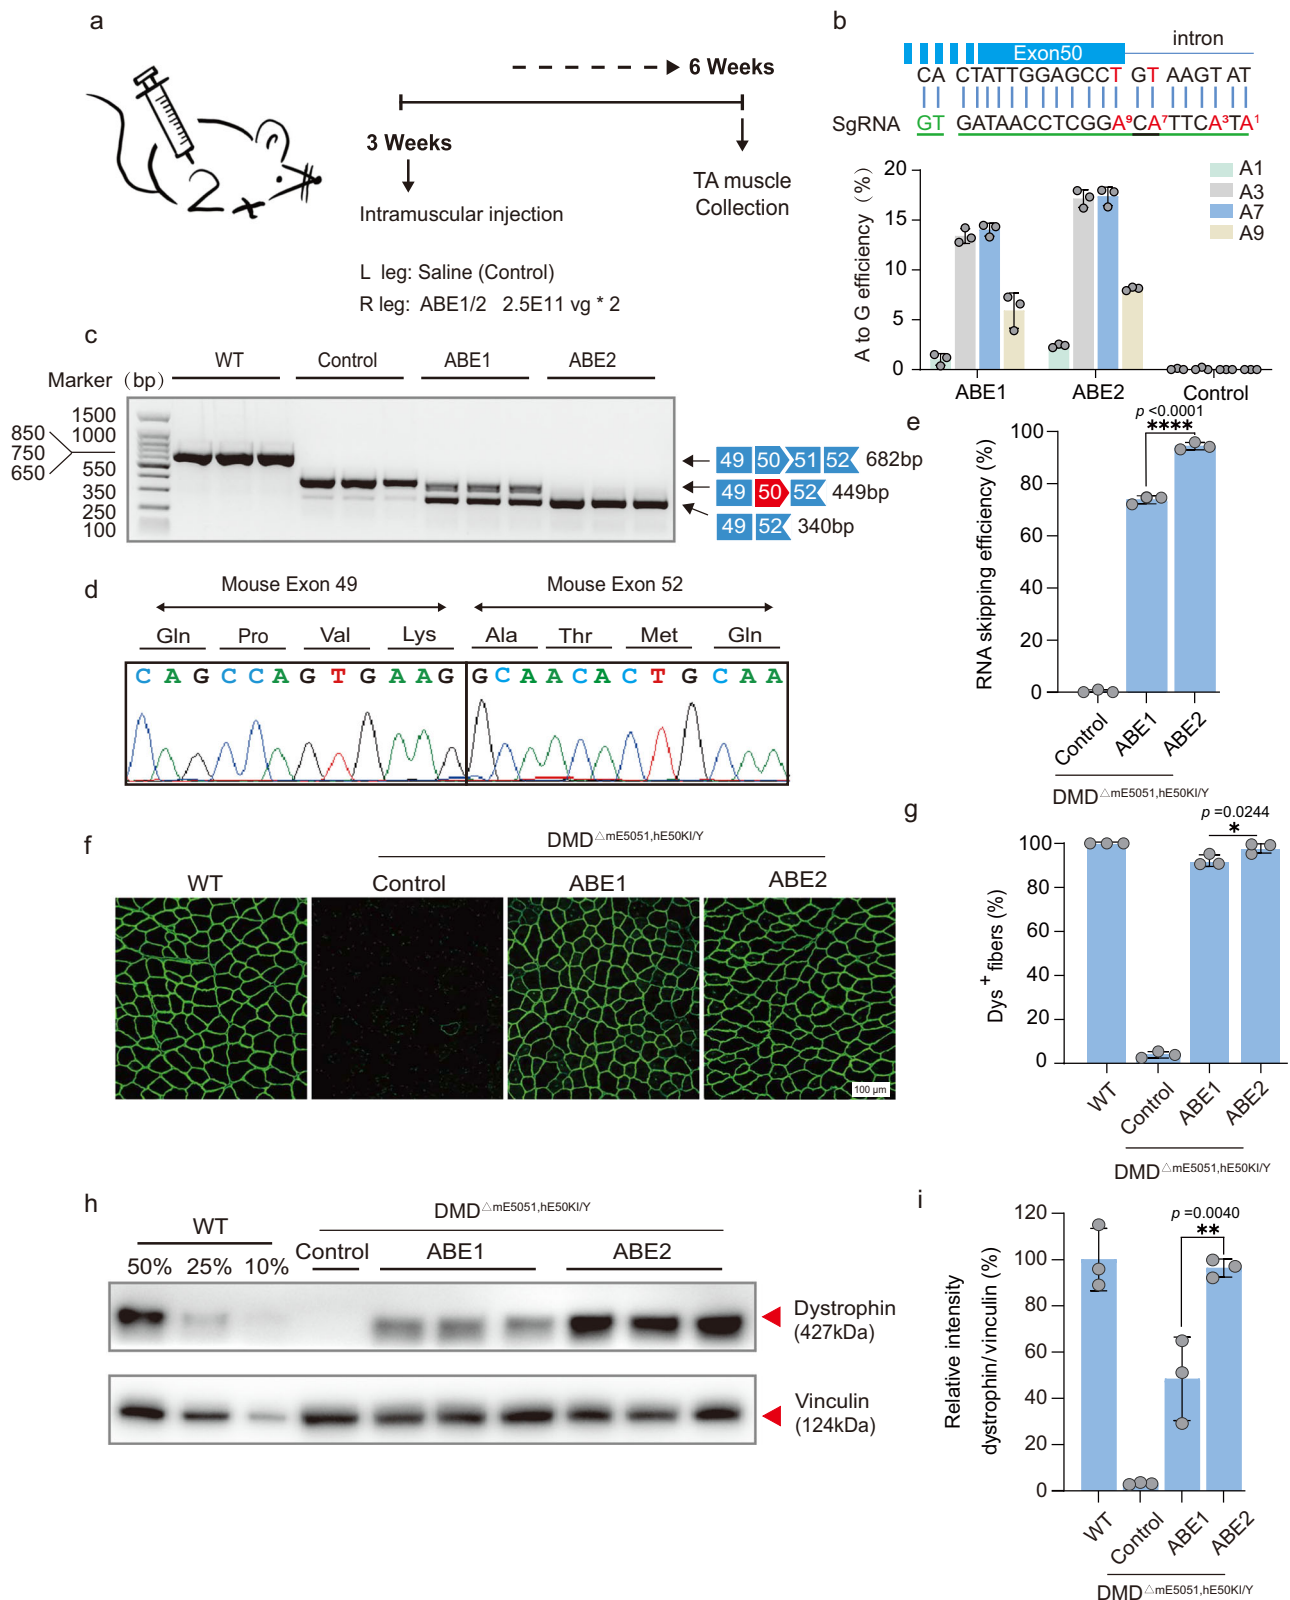 a
6 Weeks
3 Weeks
Intramuscular injection
TA muscle
Collection
L leg: Saline (Control)
R leg: ABE1/2 2.5E11 vg * 2
b
Exon50
intron
CA CTATTGGAGCCT GT AAGT AT
SgRNA GT GATAACCTCGGA⁹CA⁷TTCA³TA¹
A to G efficiency (%)
20
15
10
5
0
A1
A3
A7
A9
ABE1 ABE2 Control
c
WT Control ABE1 ABE2
Marker (bp)
1500
1000
850
750
650
550
350
250
100
49 50 51 52 682bp
49 50 52 449bp
49 52 340bp
d
Mouse Exon 49 Mouse Exon 52
Gln Pro Val Lys Ala Thr Met Gln
C A G C C A G T G A A G G C A A C A C T G C A A
e
p <0.0001
****
RNA skipping efficiency (%)
100
80
60
40
20
0
Control ABE1 ABE2
DMD△mE5051,hE50KI/Y
f
DMD△mE5051,hE50KI/Y
WT Control ABE1 ABE2
100 µm
g
p =0.0244
*
Dys+ fibers (%)
100
80
60
40
20
0
WT Control ABE1 ABE2
DMD△mE5051,hE50KI/Y
h
DMD△mE5051,hE50KI/Y
WT Control ABE1 ABE2
50% 25% 10%
Dystrophin
(427kDa)
Vinculin
(124kDa)
i
p =0.0040
**
Relative intensity
dystrophin/vinculin (%)
120
100
80
60
40
20
0
WT Control ABE1 ABE2
DMD△mE5051,hE50KI/Y